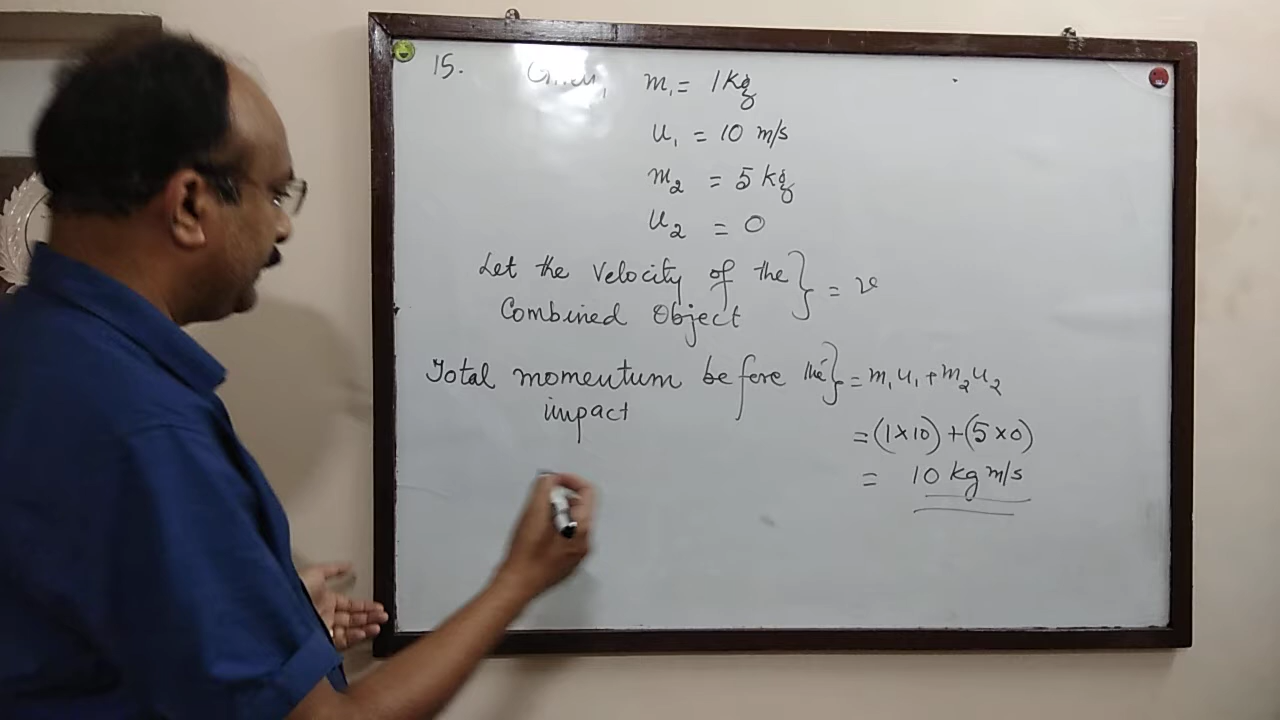 15. m₁ = 1 kg
u₁ = 10 m/s
m₂ = 5 kg
u₂ = 0
Let the velocity of the
Combined Object } = v
Total momentum before the } = m₁u₁ + m₂u₂
impact
= (1×10) + (5×0)
= 10 kg m/s